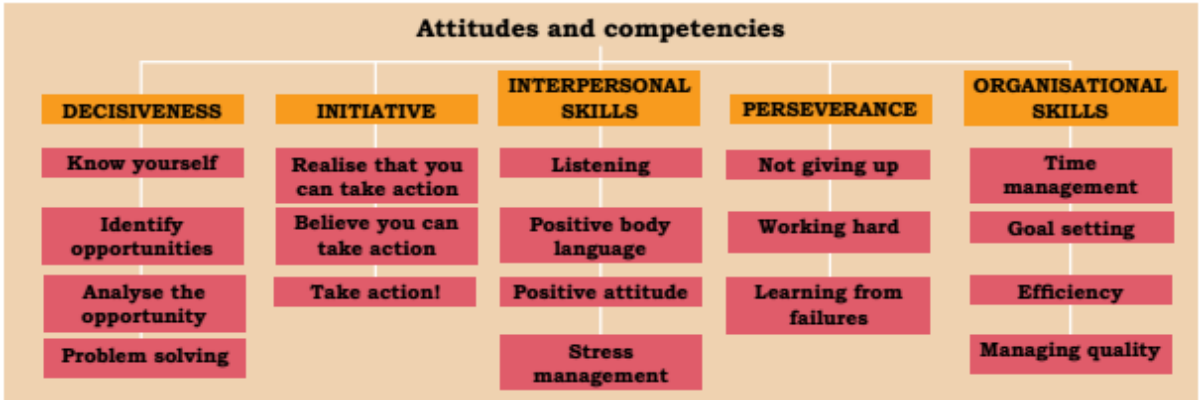 Attitudes and competencies
DECISIVENESS
Know yourself
Identify
opportunities
Analyse the
opportunity
Problem solving
INITIATIVE
Realise that you
can take action
Believe you can
take action
Take action!
INTERPERSONAL
SKILLS
Listening
Positive body
language
Positive attitude
Stress
management
PERSEVERANCE
Not giving up
Working hard
Learning from
failures
ORGANISATIONAL
SKILLS
Time
management
Goal setting
Efficiency
Managing quality